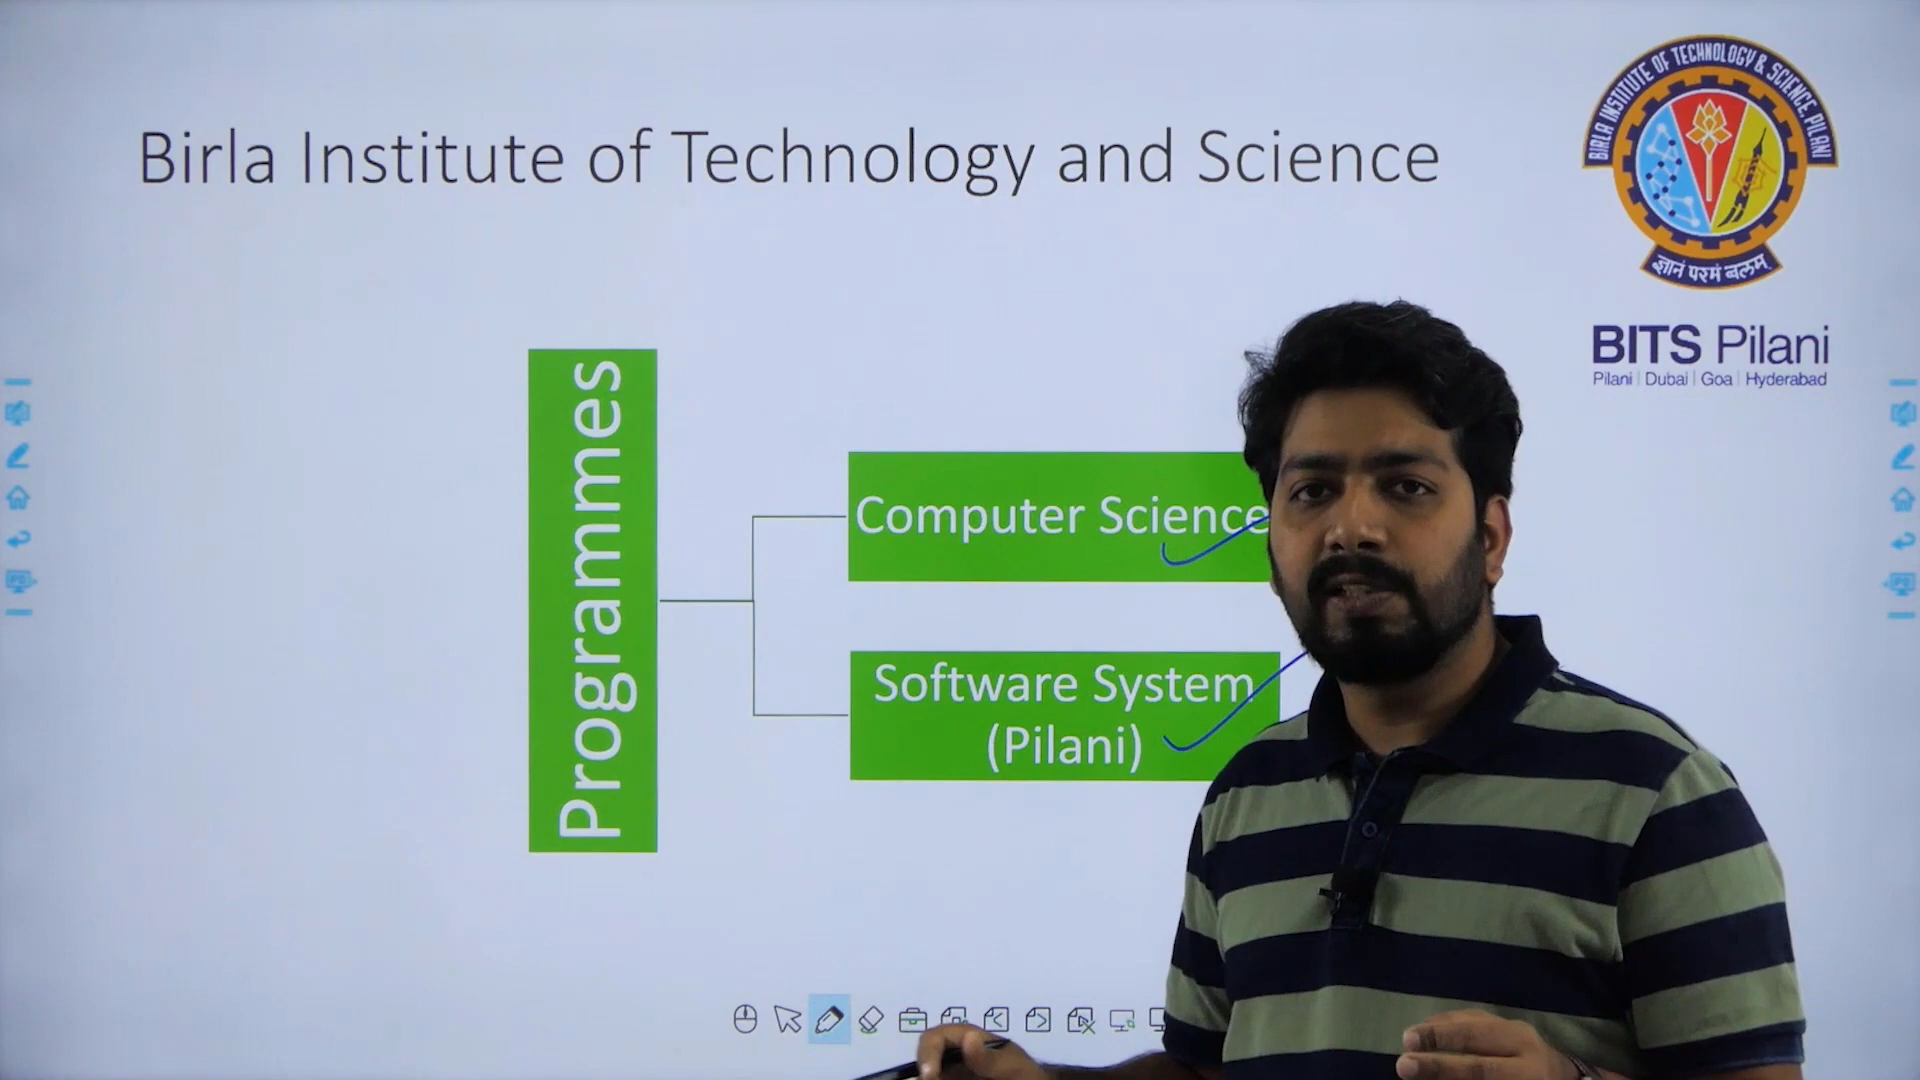 Birla Institute of Technology and Science
BIRLA INSTITUTE OF TECHNOLOGY & SCIENCE, PILANI
ज्ञानं परमं बलम्
BITS Pilani
Pilani | Dubai | Goa | Hyderabad
Programmes
Computer Science
Software System
(Pilani)